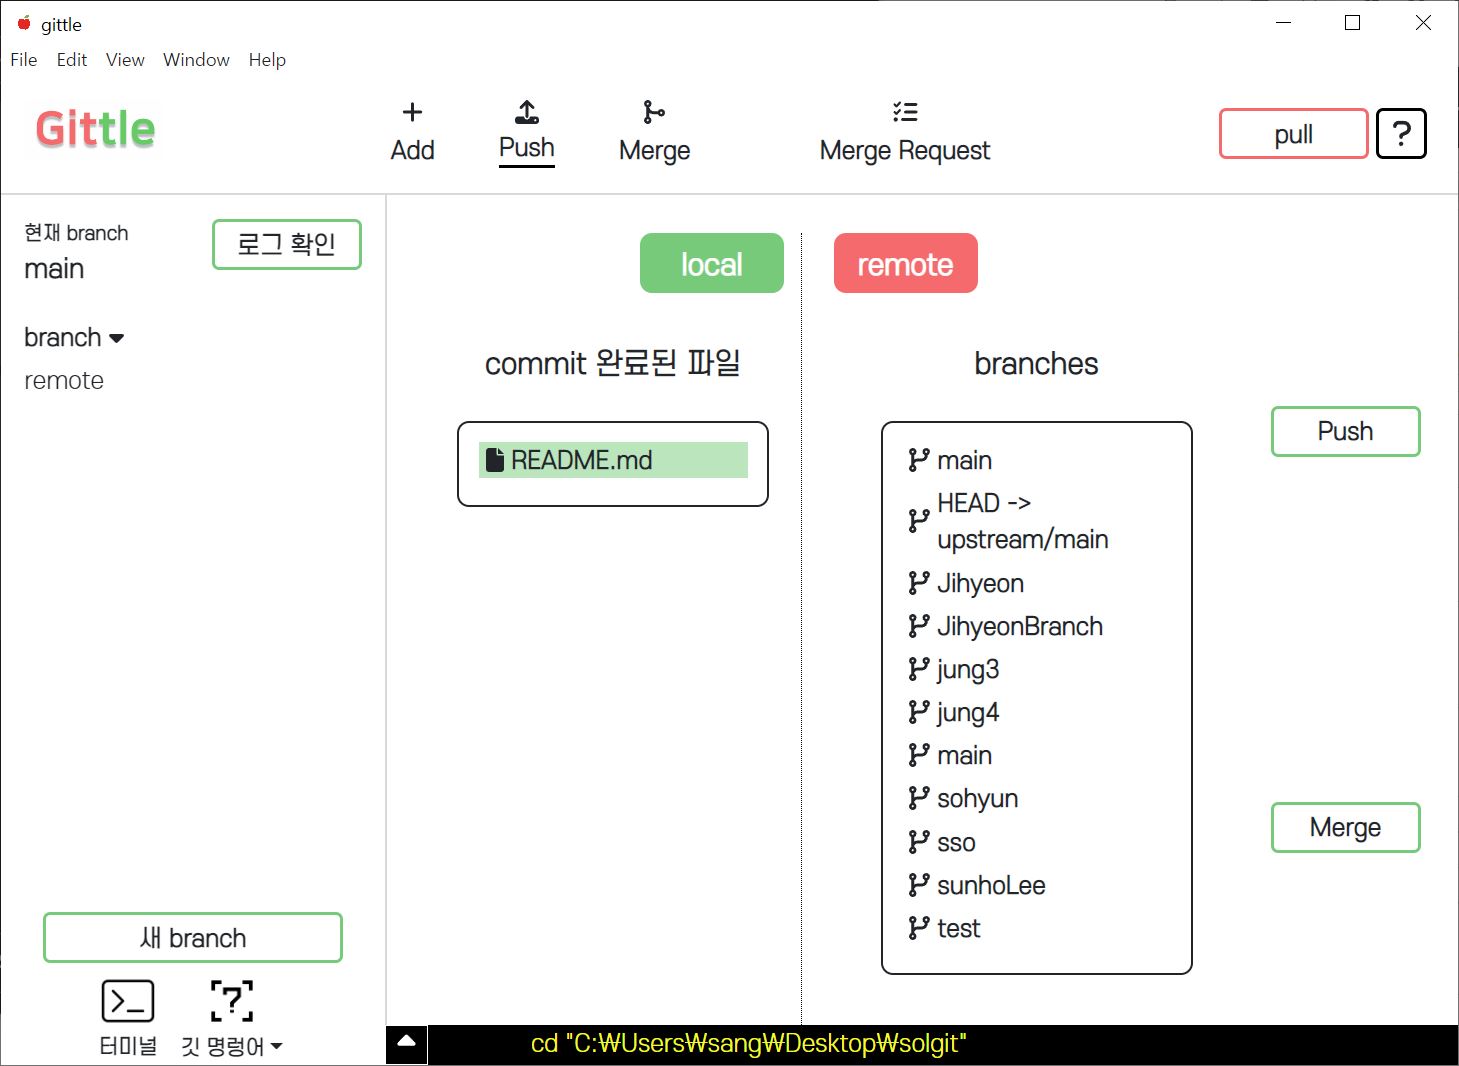 gittle
File Edit View Window Help
Gittle
Add
Push
Merge
Merge Request
pull
?
현재 branch
main
로그 확인
branch
remote
새 branch
터미널
깃 명렁어
local
remote
commit 완료된 파일
README.md
branches
main
HEAD ->
upstream/main
Jihyeon
JihyeonBranch
jung3
jung4
main
sohyun
sso
sunhoLee
test
Push
Merge
cd "C:₩Users₩sang₩Desktop₩solgit"